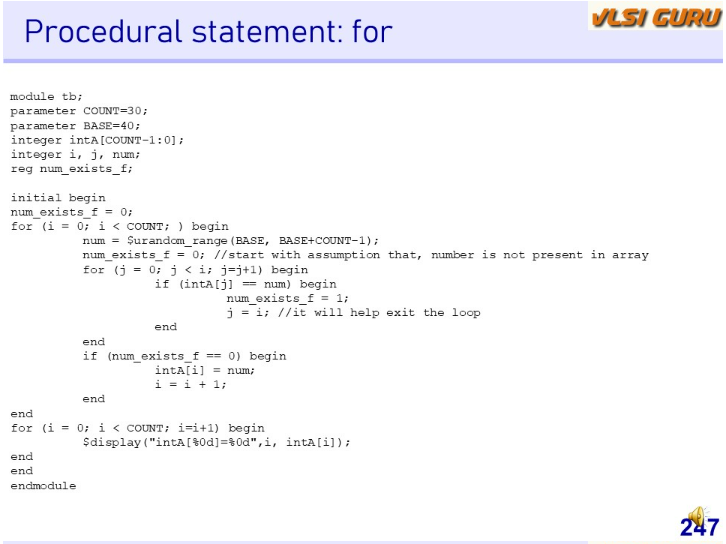 Procedural statement: for
VLSI GURU
module tb;
parameter COUNT=30;
parameter BASE=40;
integer intA[COUNT-1:0];
integer i, j, num;
reg num_exists_f;
initial begin
num_exists_f = 0;
for (i = 0; i < COUNT; ) begin
num = $urandom_range(BASE, BASE+COUNT-1);
num_exists_f = 0; //start with assumption that, number is not present in array
for (j = 0; j < i; j=j+1) begin
if (intA[j] == num) begin
num_exists_f = 1;
j = i; //it will help exit the loop
end
end
if (num_exists_f == 0) begin
intA[i] = num;
i = i + 1;
end
end
for (i = 0; i < COUNT; i=i+1) begin
$display("intA[%0d]=%0d",i, intA[i]);
end
end
endmodule
247